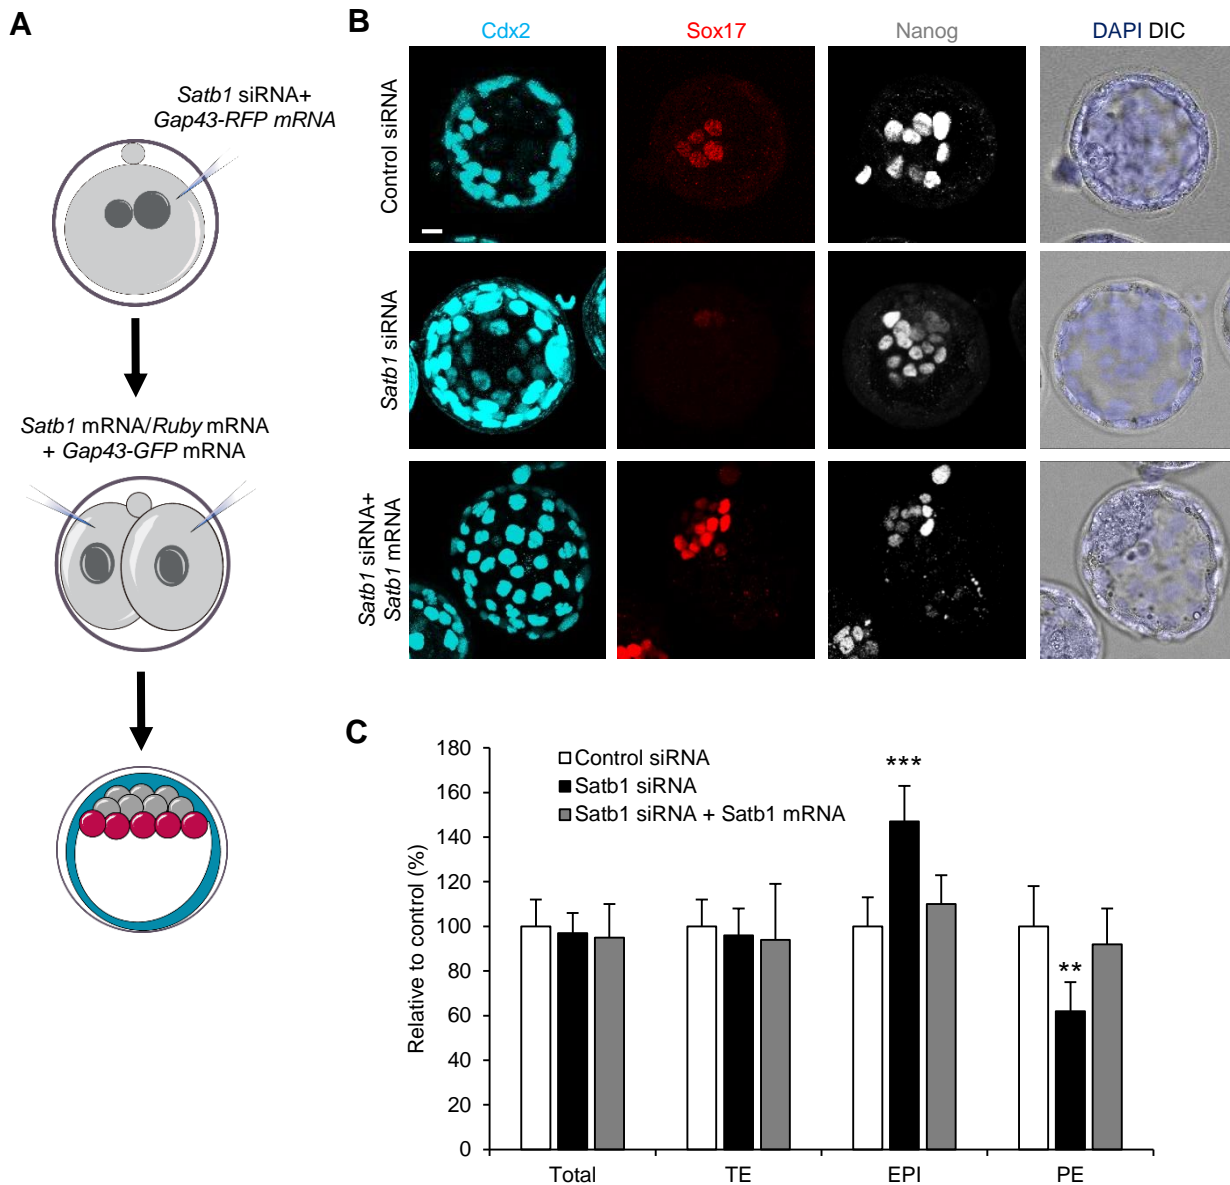 A
Satb1 siRNA+
Gap43-RFP mRNA
Satb1 mRNA/Ruby mRNA
+ Gap43-GFP mRNA
B
Cdx2
Sox17
Nanog
DAPI DIC
Control siRNA
Satb1 siRNA
Satb1 siRNA+
Satb1 mRNA
C
Relative to control (%)
180
160
140
120
100
80
60
40
20
0
Control siRNA
Satb1 siRNA
Satb1 siRNA + Satb1 mRNA
***
**
Total
TE
EPI
PE